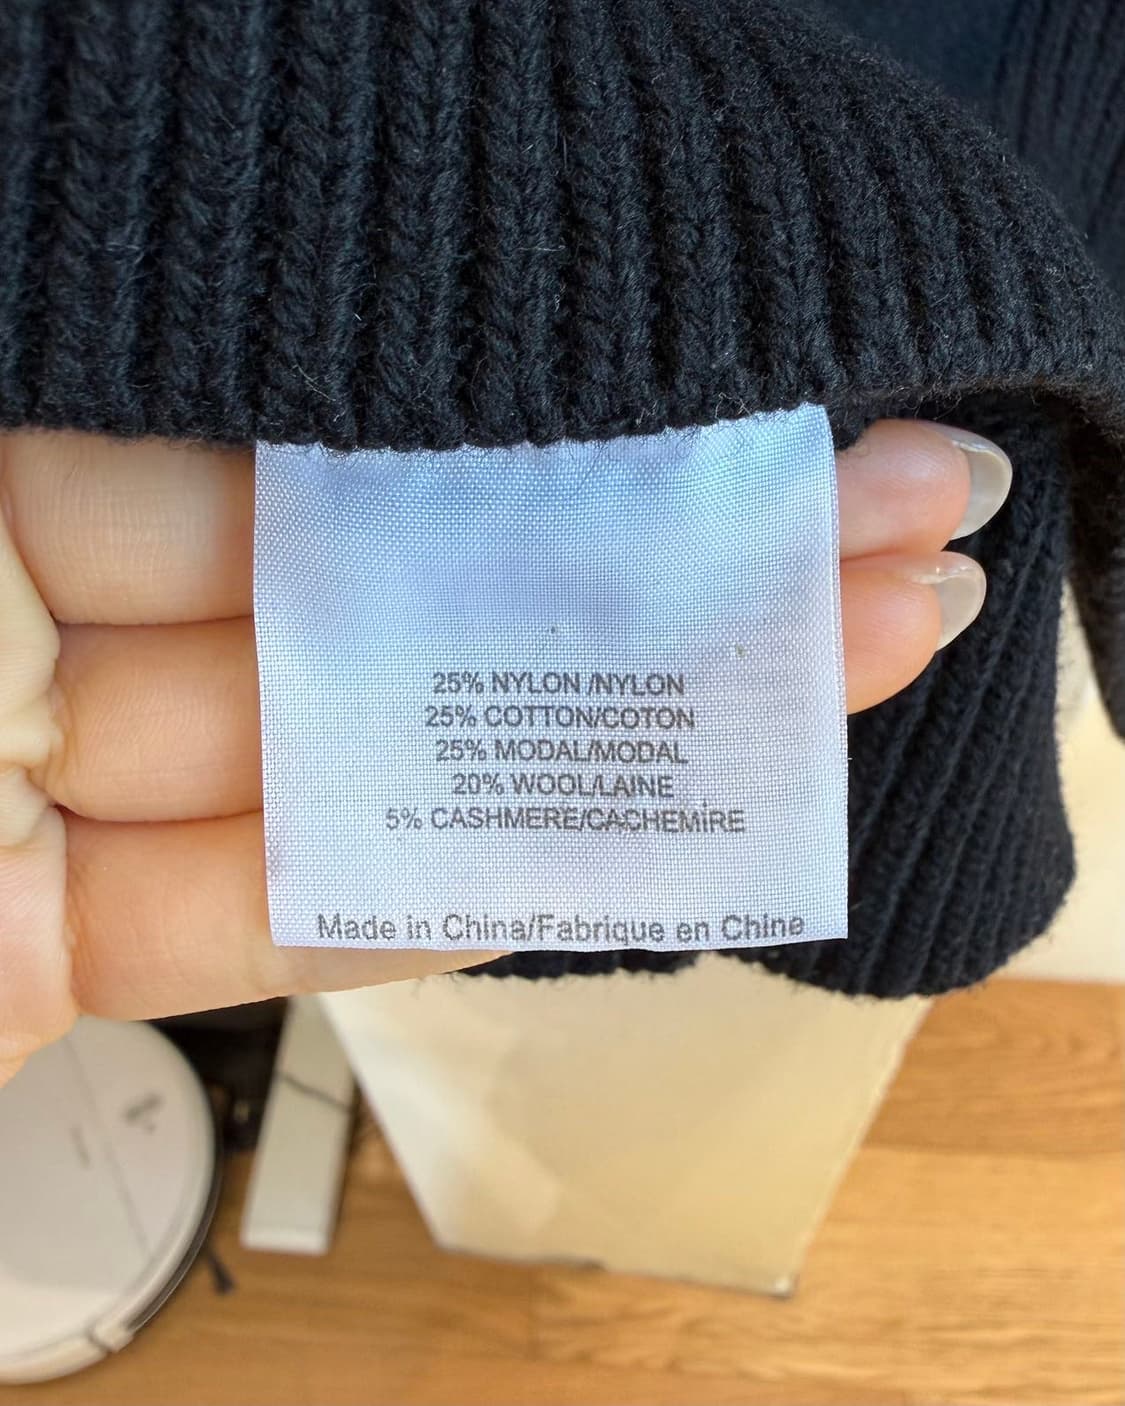 25% NYLON /NYLON
25% COTTON/COTON
25% MODAL/MODAL
20% WOOL/LAINE
5% CASHMERE/CACHEMiRE
Made in China/Fabrique en Chine